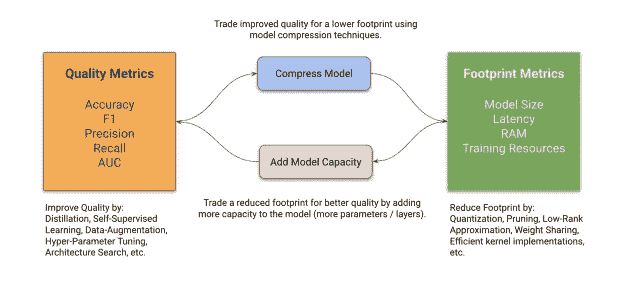 Trade improved quality for a lower footprint using
model compression techniques.
Quality Metrics
Accuracy
F1
Precision
Recall
AUC
Compress Model
Footprint Metrics
Model Size
Latency
RAM
Training Resources
Add Model Capacity
Trade a reduced footprint for better quality by adding
more capacity to the model (more parameters / layers).
Improve Quality by:
Distillation, Self-Supervised
Learning, Data-Augmentation,
Hyper-Parameter Tuning,
Architecture Search, etc.
Reduce Footprint by:
Quantization, Pruning, Low-Rank
Approximation, Weight Sharing,
Efficient kernel implementations,
etc.